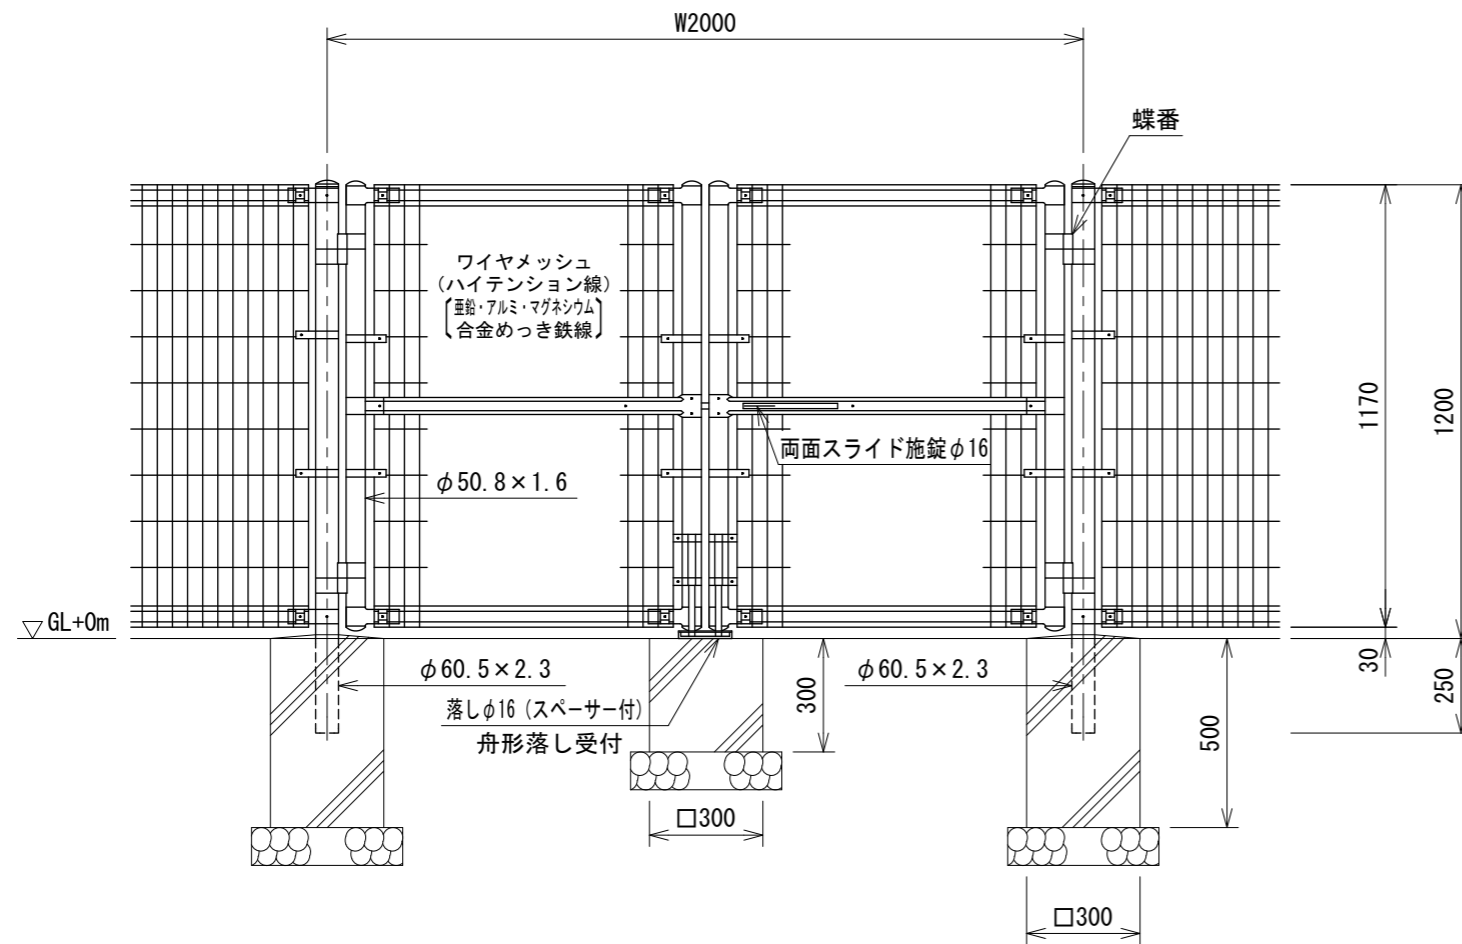 W2000
蝶番
ワイヤメッシュ
(ハイテンション線)
〔亜鉛・アルミ・マグネシウム
合金めっき鉄線〕
1170
1200
両面スライド施錠φ16
φ50.8×1.6
▽GL+0m
φ60.5×2.3
φ60.5×2.3
30
250
落しφ16 (スペーサー付)
舟形落し受付
300
500
□300
□300